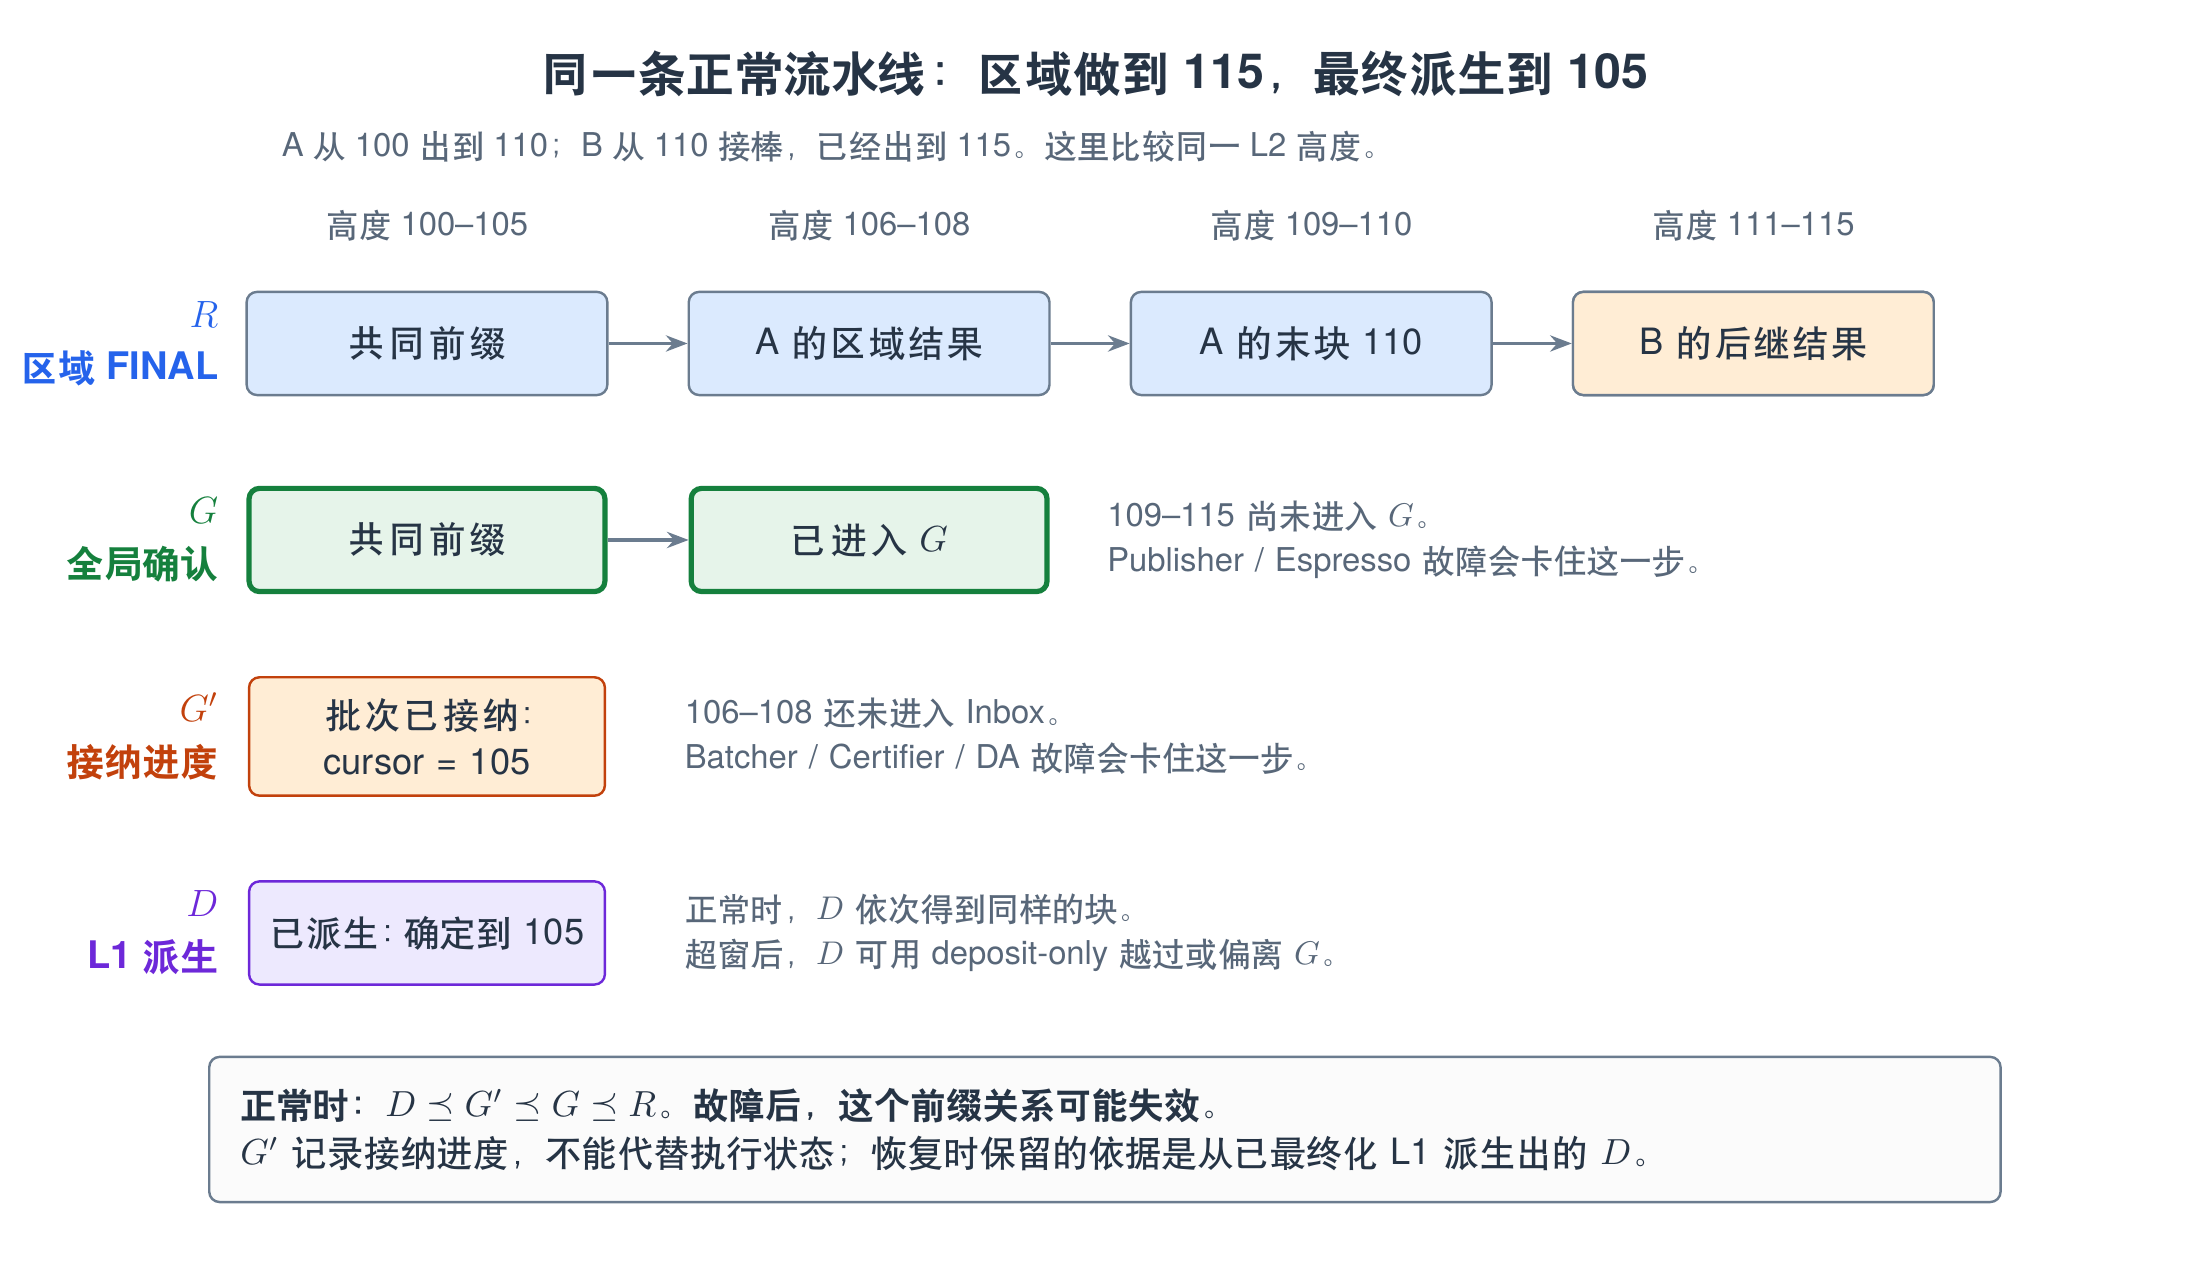 同一条正常流水线：区域做到 115，最终派生到 105
A 从 100 出到 110；B 从 110 接棒，已经出到 115。这里比较同一 L2 高度。
高度 100–105
高度 106–108
高度 109–110
高度 111–115
R
区域 FINAL
共同前缀
A 的区域结果
A 的末块 110
B 的后继结果
G
全局确认
共同前缀
已进入 G
109–115 尚未进入 G。
Publisher / Espresso 故障会卡住这一步。
G′
接纳进度
批次已接纳：
cursor = 105
106–108 还未进入 Inbox。
Batcher / Certifier / DA 故障会卡住这一步。
D
L1 派生
已派生：确定到 105
正常时，D 依次得到同样的块。
超窗后，D 可用 deposit-only 越过或偏离 G。
正常时：D ⪯ G′ ⪯ G ⪯ R。故障后，这个前缀关系可能失效。
G′ 记录接纳进度，不能代替执行状态；恢复时保留的依据是从已最终化 L1 派生出的 D。